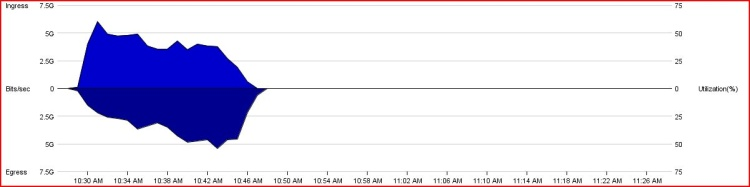 Ingress 7.5G 75
5G 50
2.5G 25
Bits/sec 0 0 Utilization(%)
2.5G 25
5G 50
Egress 7.5G 75
10:30 AM 10:34 AM 10:38 AM 10:42 AM 10:46 AM 10:50 AM 10:54 AM 10:58 AM 11:02 AM 11:06 AM 11:10 AM 11:14 AM 11:18 AM 11:22 AM 11:26 AM